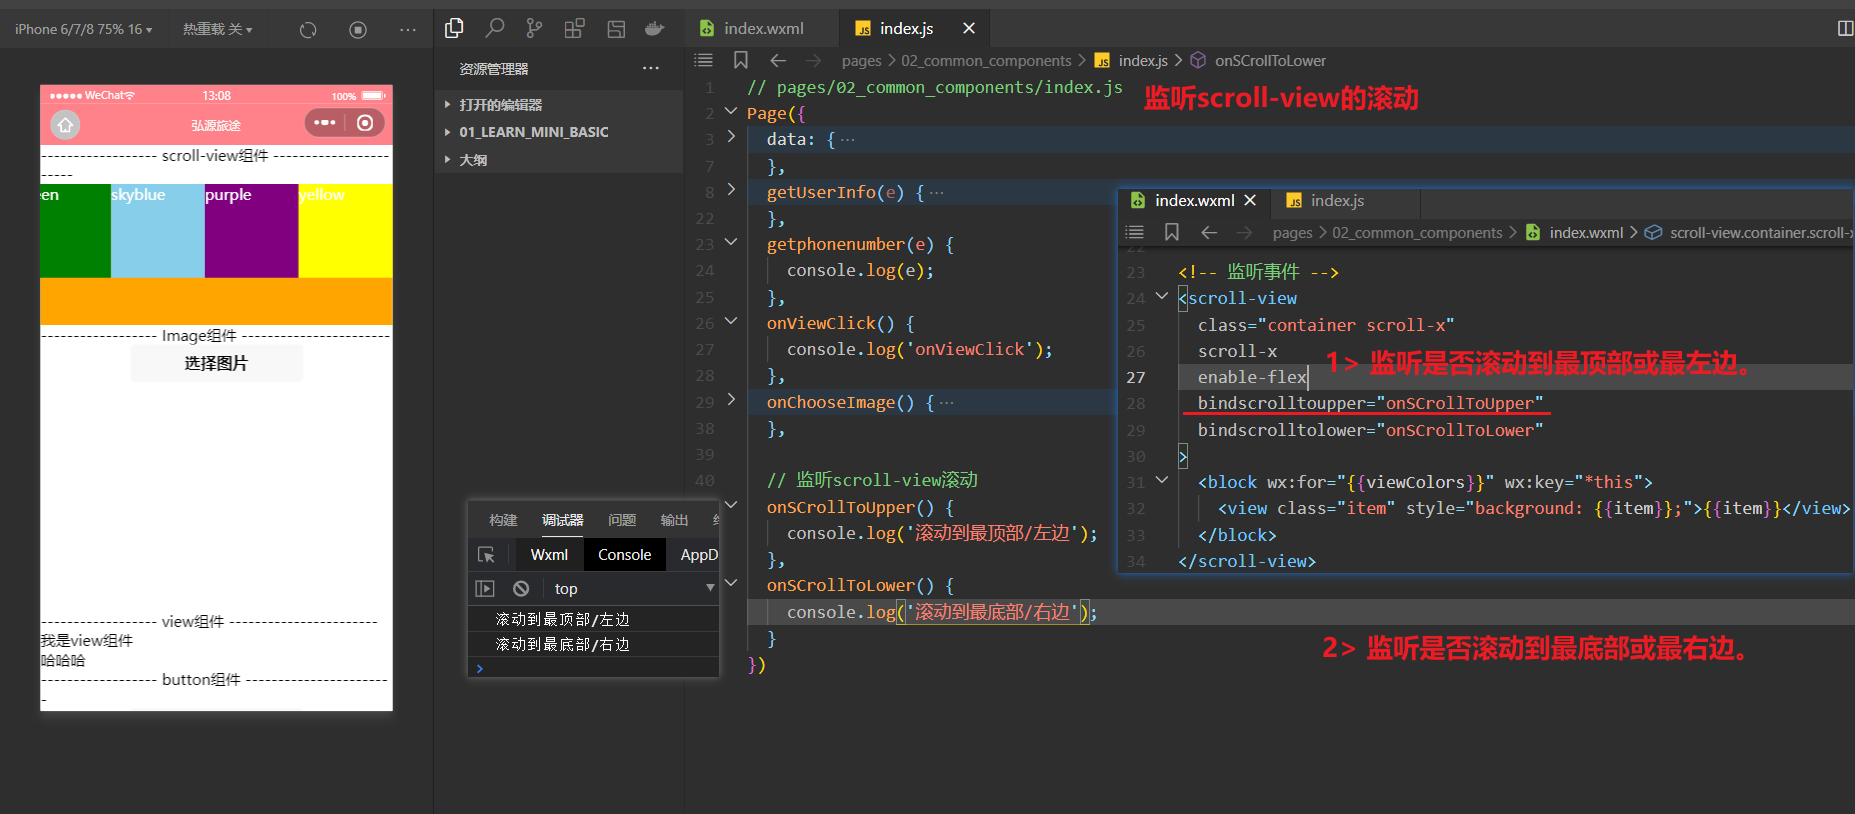 iPhone 6/7/8 75% 16
热重载 关
WeChat
13:08
100%
弘源旅途
------------------ scroll-view组件 ------------------
-----
een
skyblue
purple
yellow
------------------ Image组件 -----------------------
选择图片
------------------ view组件 -----------------------
我是view组件
哈哈哈
------------------ button组件 ----------------------
-
资源管理器
打开的编辑器
01_LEARN_MINI_BASIC
大纲
构建
调试器
问题
输出
Wxml
Console
AppD
top
滚动到最顶部/左边
滚动到最底部/右边
>
index.wxml
index.js
pages > 02_common_components > index.js > onSCrollToLower
1 // pages/02_common_components/index.js
监听scroll-view的滚动
2 Page({
3 data: { ···
7 },
8 getUserInfo(e) { ···
22 },
23 getphonenumber(e) {
24 console.log(e);
25 },
26 onViewClick() {
27 console.log('onViewClick');
28 },
29 onChooseImage() { ···
38 },
39
40 // 监听scroll-view滚动
onSCrollToUpper() {
console.log('滚动到最顶部/左边');
},
onSCrollToLower() {
console.log('滚动到最底部/右边');
}
})
index.wxml
index.js
pages > 02_common_components > index.wxml > scroll-view.container.scroll-x
22
23 <!-- 监听事件 -->
24 <scroll-view
25 class="container scroll-x"
26 scroll-x
1> 监听是否滚动到最顶部或最左边。
27 enable-flex
28 bindscrolltoupper="onSCrollToUpper"
29 bindscrolltolower="onSCrollToLower"
30 >
31 <block wx:for="{{viewColors}}" wx:key="*this">
32 <view class="item" style="background: {{item}};">{{item}}</view>
33 </block>
34 </scroll-view>
2> 监听是否滚动到最底部或最右边。